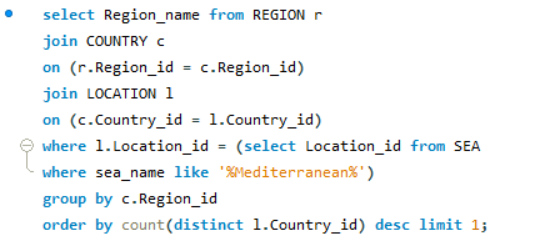 select Region_name from REGION r
join COUNTRY c
on (r.Region_id = c.Region_id)
join LOCATION l
on (c.Country_id = l.Country_id)
where l.Location_id = (select Location_id from SEA
where sea_name like '%Mediterranean%')
group by c.Region_id
order by count(distinct l.Country_id) desc limit 1;